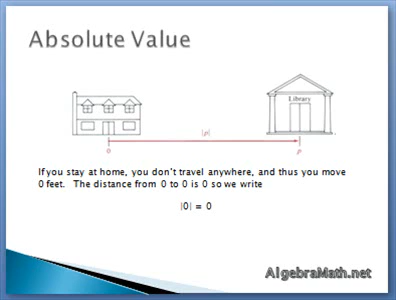 Absolute Value
Library
|p|
0 p
If you stay at home, you don't travel anywhere, and thus you move
0 feet. The distance from 0 to 0 is 0 so we write
|0| = 0
AlgebraMath.net